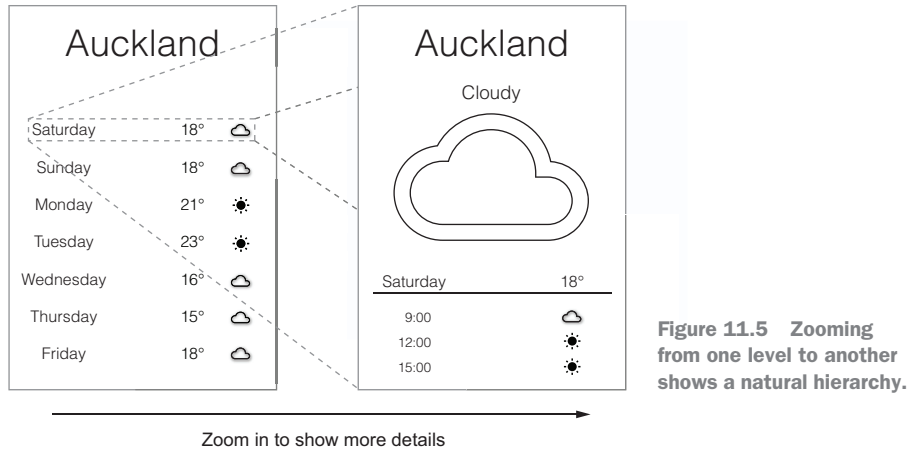 Auckland
Saturday 18°
Sunday 18°
Monday 21°
Tuesday 23°
Wednesday 16°
Thursday 15°
Friday 18°
Auckland
Cloudy
Saturday 18°
9:00
12:00
15:00
Zoom in to show more details
Figure 11.5 Zooming
from one level to another
shows a natural hierarchy.